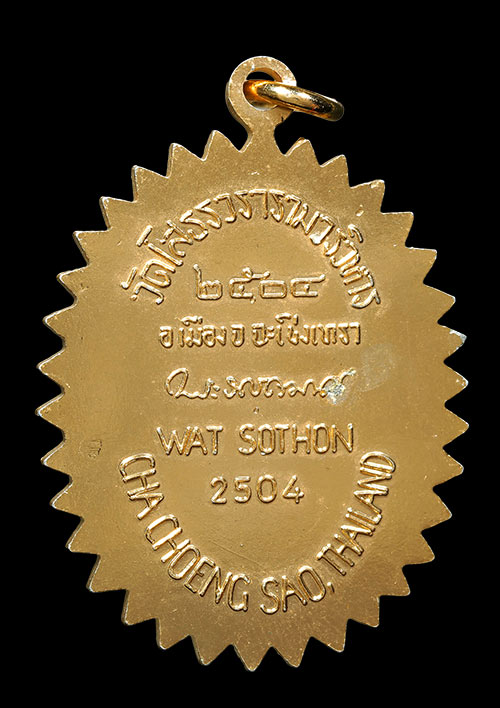 วัดโสธรวรารามวรวิหาร
๒๕๐๔
อ เมือง จ ฉะเชิงเทรา
WAT SOTHON
2504
CHA CHOENG SAO, THAILAND